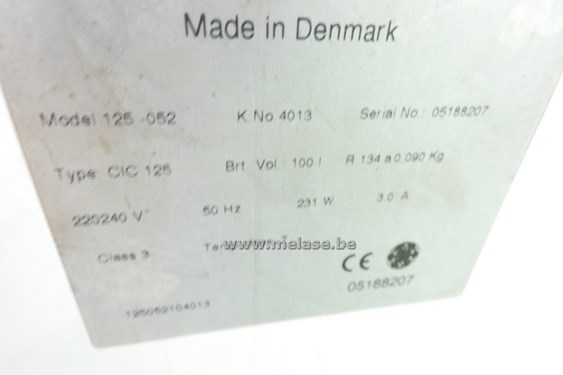 Made in Denmark
Model 125 -052 K.No.4013 Serial No : 05188207
Type CIC 125 Brt. Vol : 100 l R 134 a 0.090 Kg
220240 V 50 Hz 231 W 3.0 A
Class 3
www.melase.be
CE
05188207
125052104013